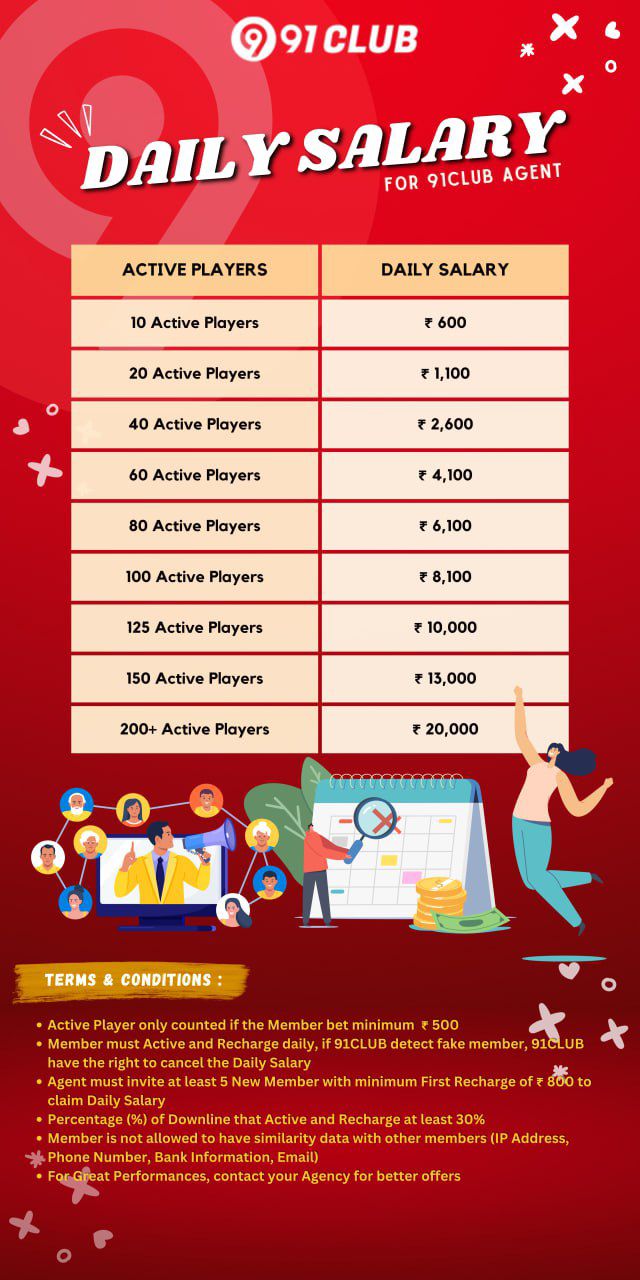 91 CLUB
DAILY SALARY
FOR 91CLUB AGENT
ACTIVE PLAYERS DAILY SALARY
10 Active Players ₹ 600
20 Active Players ₹ 1,100
40 Active Players ₹ 2,600
60 Active Players ₹ 4,100
80 Active Players ₹ 6,100
100 Active Players ₹ 8,100
125 Active Players ₹ 10,000
150 Active Players ₹ 13,000
200+ Active Players ₹ 20,000
TERMS & CONDITIONS :
• Active Player only counted if the Member bet minimum ₹ 500
• Member must Active and Recharge daily, if 91CLUB detect fake member, 91CLUB
have the right to cancel the Daily Salary
• Agent must invite at least 5 New Member with minimum First Recharge of ₹ 800 to
claim Daily Salary
• Percentage (%) of Downline that Active and Recharge at least 30%
• Member is not allowed to have similarity data with other members (IP Address,
Phone Number, Bank Information, Email)
• For Great Performances, contact your Agency for better offers